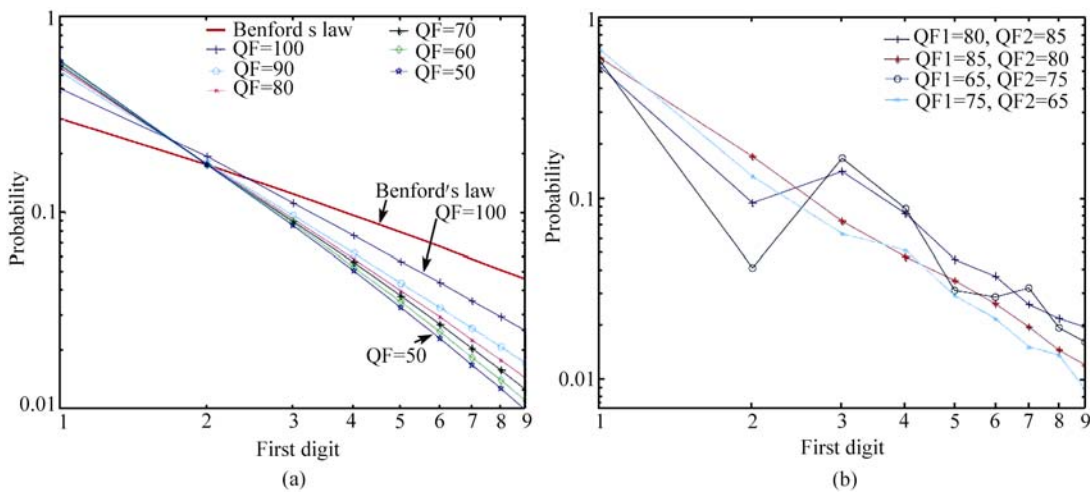 1
0.1
0.01
Probability
Benford s law
QF=100
QF=90
QF=80
QF=70
QF=60
QF=50
Benford's law
QF=100
QF=50
1 2 3 4 5 6 7 8 9
First digit
(a)
1
0.1
0.01
Probability
QF1=80, QF2=85
QF1=85, QF2=80
QF1=65, QF2=75
QF1=75, QF2=65
1 2 3 4 5 6 7 8 9
First digit
(b)